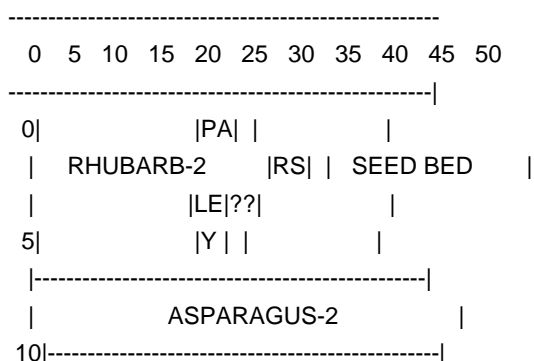 ------------------------------------------------------
0 5 10 15 20 25 30 35 40 45 50
-----------------------------------------------------|
0| |PA| | |
| RHUBARB-2 |RS| | SEED BED |
| |LE|??| |
5| |Y | | |
|-------------------------------------------------|
| ASPARAGUS-2 |
10|-------------------------------------------------|